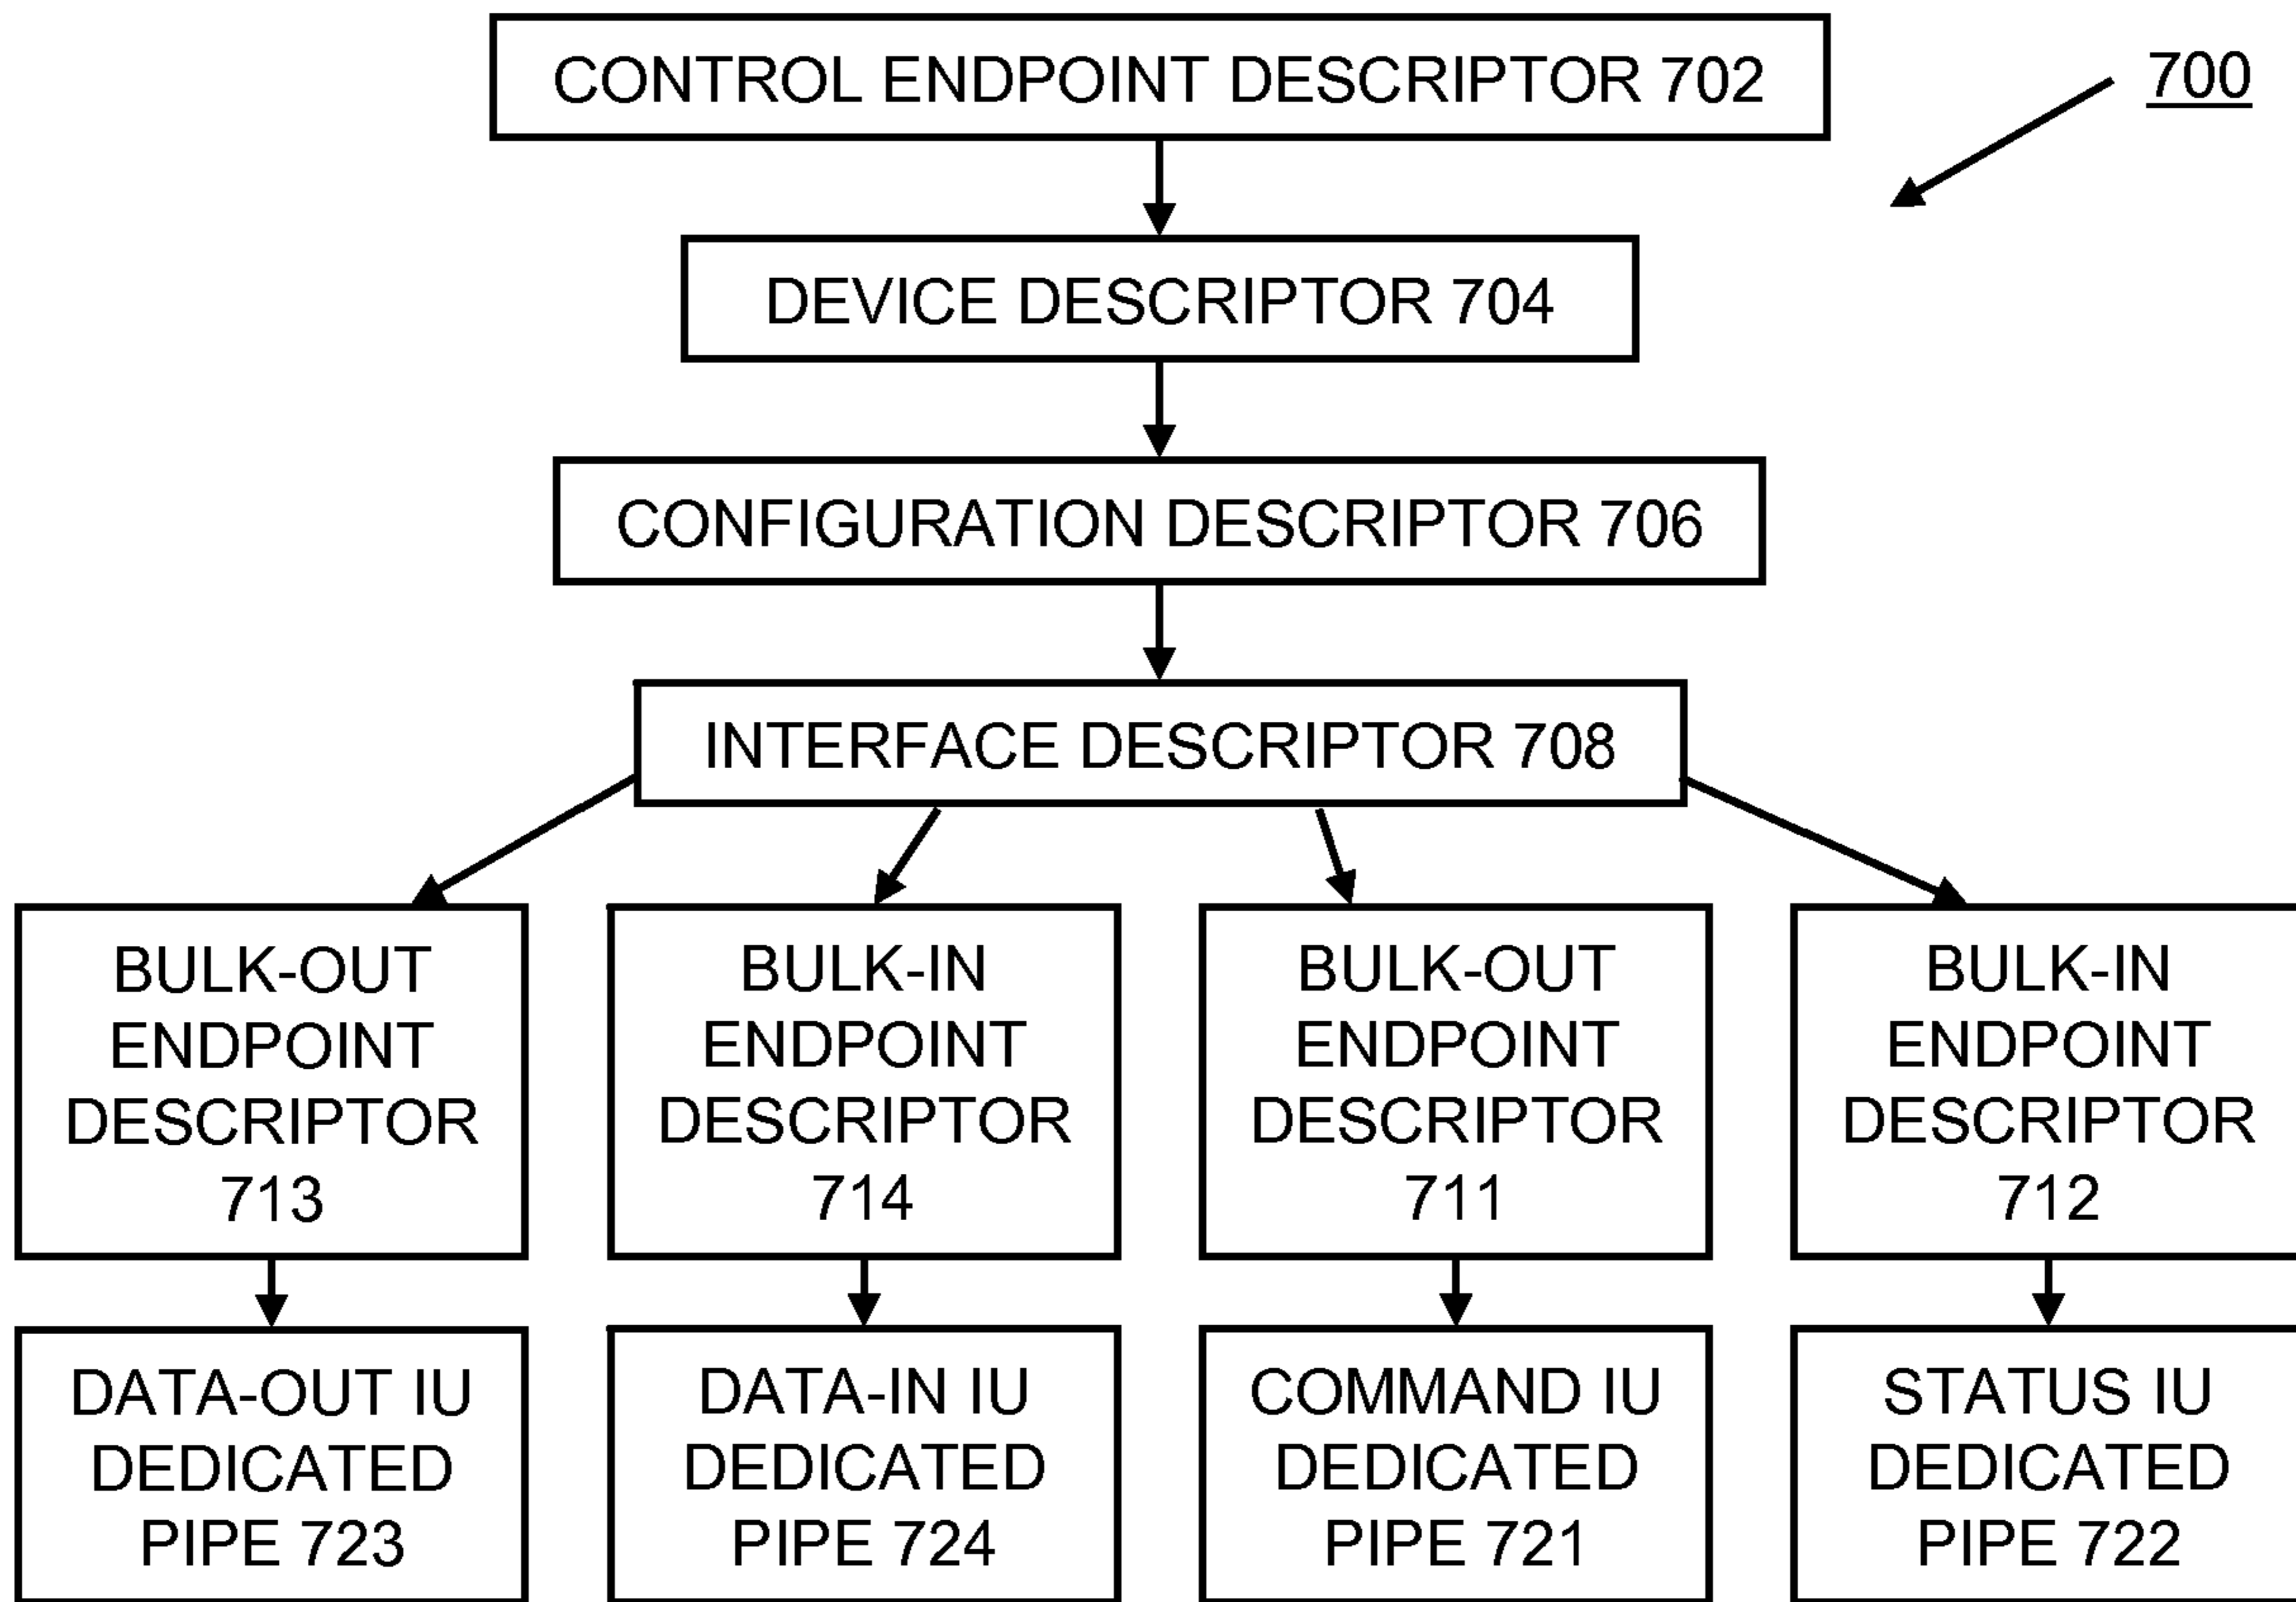 CONTROL ENDPOINT DESCRIPTOR 702
700
DEVICE DESCRIPTOR 704
CONFIGURATION DESCRIPTOR 706
INTERFACE DESCRIPTOR 708
BULK-OUT
ENDPOINT
DESCRIPTOR
713
BULK-IN
ENDPOINT
DESCRIPTOR
714
BULK-OUT
ENDPOINT
DESCRIPTOR
711
BULK-IN
ENDPOINT
DESCRIPTOR
712
DATA-OUT IU
DEDICATED
PIPE 723
DATA-IN IU
DEDICATED
PIPE 724
COMMAND IU
DEDICATED
PIPE 721
STATUS IU
DEDICATED
PIPE 722